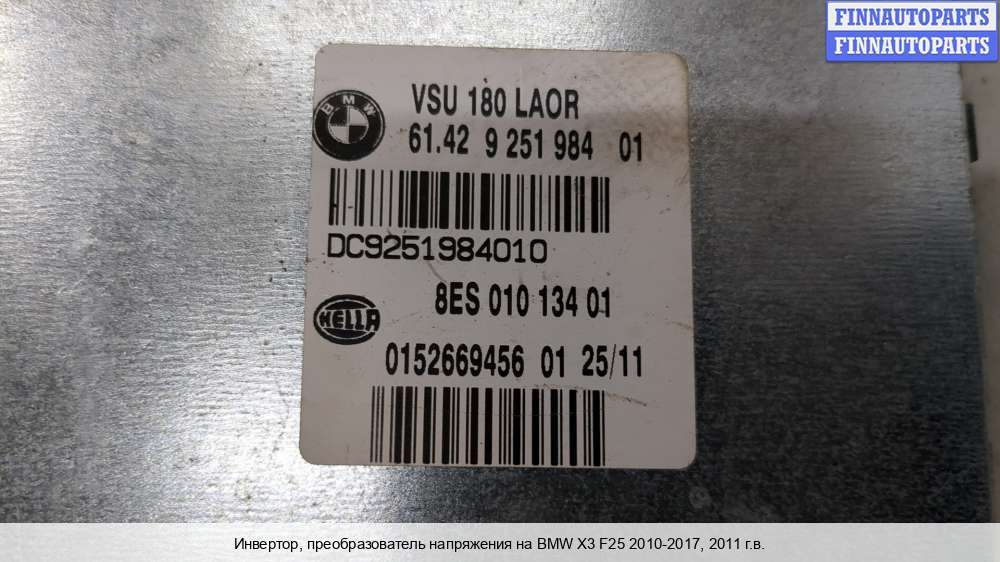 FINNAUTOPARTS
FINNAUTOPARTS
BMW
VSU 180 LAOR
61.42 9 251 984 01
DC9251984010
HELLA
8ES 010 134 01
0152669456 01 25/11
Инвертор, преобразователь напряжения на BMW X3 F25 2010-2017, 2011 г.в.